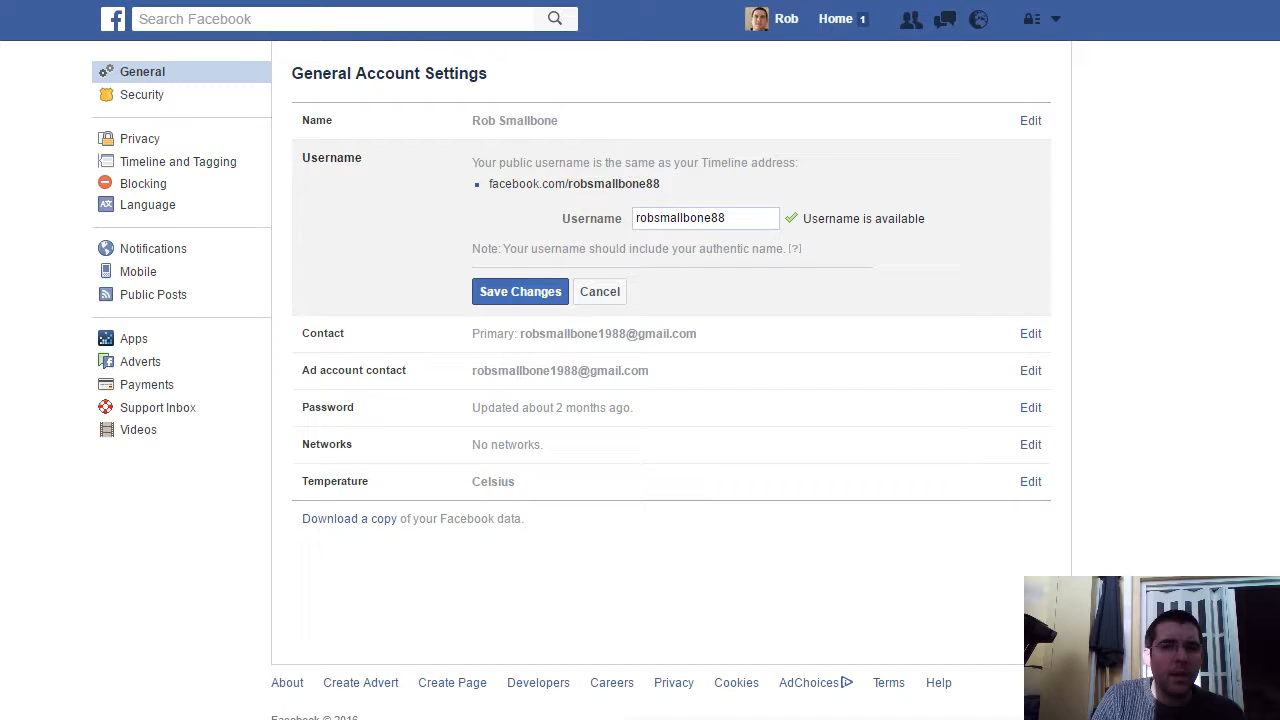 Search Facebook
Rob
Home 1
General
Security
Privacy
Timeline and Tagging
Blocking
Language
Notifications
Mobile
Public Posts
Apps
Adverts
Payments
Support Inbox
Videos
General Account Settings
Name Rob Smallbone Edit
Username Your public username is the same as your Timeline address:
facebook.com/robsmallbone88
Username robsmallbone88 Username is available
Note: Your username should include your authentic name. [?]
Save Changes Cancel
Contact Primary: robsmallbone1988@gmail.com Edit
Ad account contact robsmallbone1988@gmail.com Edit
Password Updated about 2 months ago. Edit
Networks No networks. Edit
Temperature Celsius Edit
Download a copy of your Facebook data.
About Create Advert Create Page Developers Careers Privacy Cookies AdChoices Terms Help
Facebook © 2016